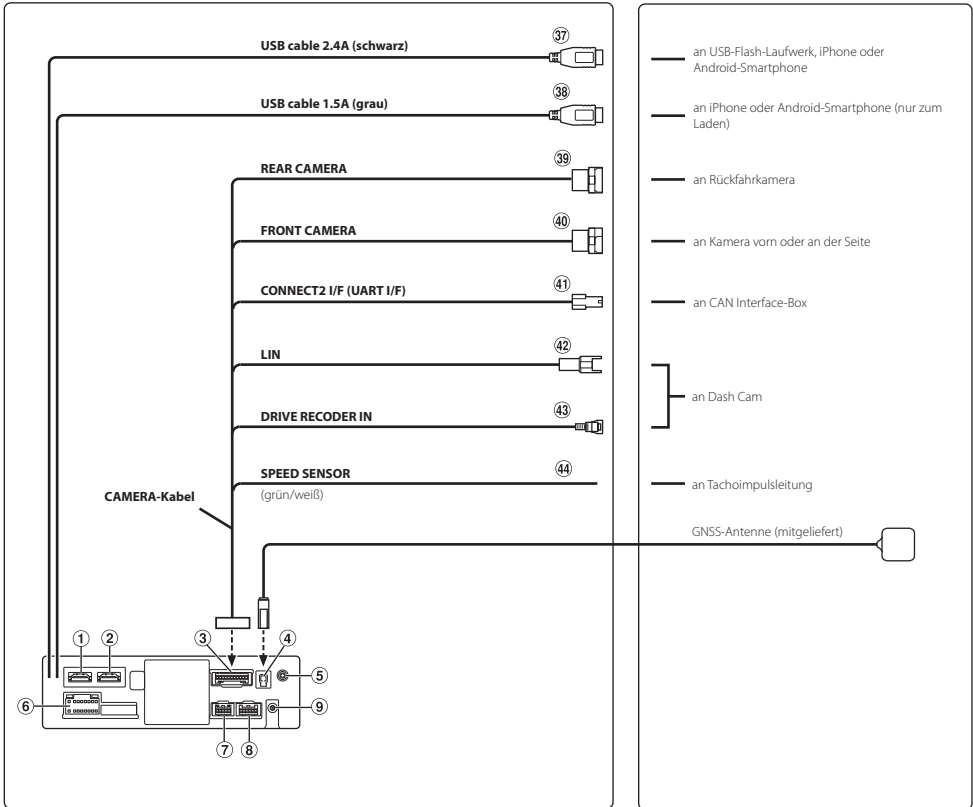 USB cable 2.4A (schwarz)
37
an USB-Flash-Laufwerk, iPhone oder
Android-Smartphone
USB cable 1.5A (grau)
38
an iPhone oder Android-Smartphone (nur zum
Laden)
REAR CAMERA
39
an Rückfahrkamera
FRONT CAMERA
40
an Kamera vorn oder an der Seite
CONNECT2 I/F (UART I/F)
41
an CAN Interface-Box
LIN
42
an Dash Cam
DRIVE RECODER IN
43
SPEED SENSOR
(grün/weiß)
44
an Tachoimpulsleitung
CAMERA-Kabel
GNSS-Antenne (mitgeliefert)
1
2
3
4
5
6
7
8
9